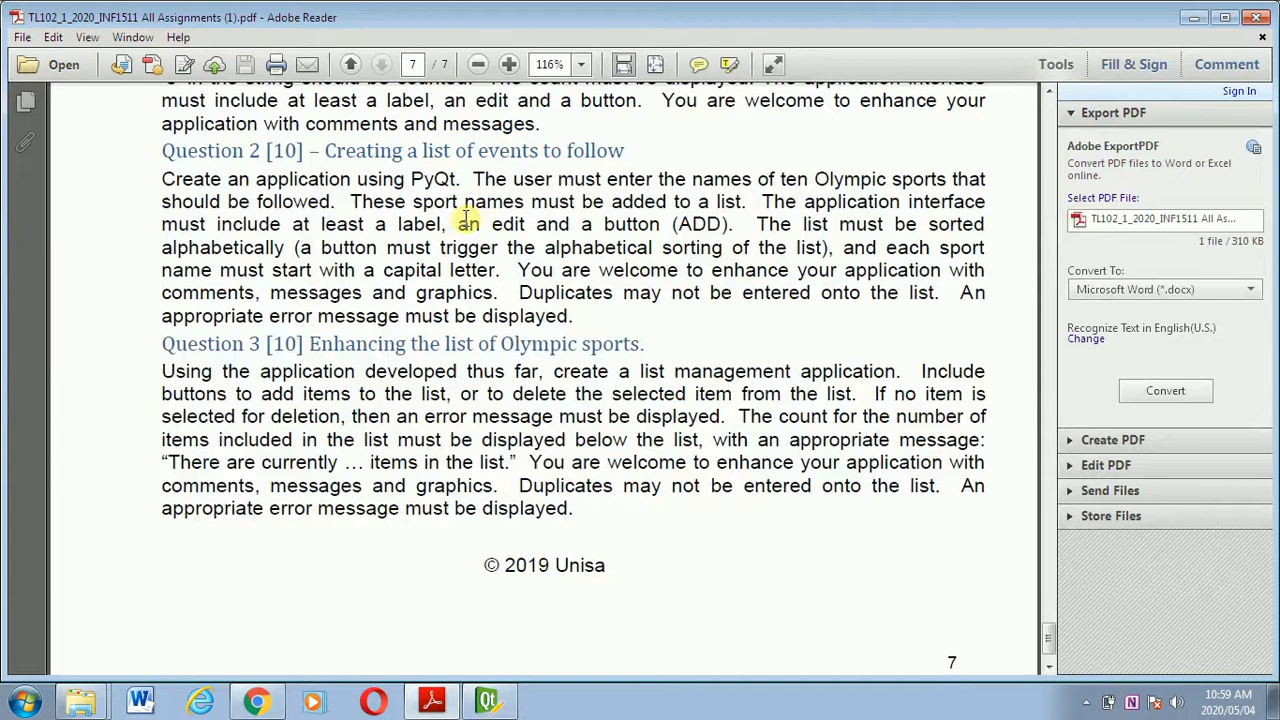 TL102_1_2020_INF1511 All Assignments (1).pdf - Adobe Reader
File Edit View Window Help
Open 7 / 7 116% Tools Fill & Sign Comment
must include at least a label, an edit and a button. You are welcome to enhance your
application with comments and messages.
Question 2 [10] – Creating a list of events to follow
Create an application using PyQt. The user must enter the names of ten Olympic sports that
should be followed. These sport names must be added to a list. The application interface
must include at least a label, an edit and a button (ADD). The list must be sorted
alphabetically (a button must trigger the alphabetical sorting of the list), and each sport
name must start with a capital letter. You are welcome to enhance your application with
comments, messages and graphics. Duplicates may not be entered onto the list. An
appropriate error message must be displayed.
Question 3 [10] Enhancing the list of Olympic sports.
Using the application developed thus far, create a list management application. Include
buttons to add items to the list, or to delete the selected item from the list. If no item is
selected for deletion, then an error message must be displayed. The count for the number of
items included in the list must be displayed below the list, with an appropriate message:
“There are currently … items in the list.” You are welcome to enhance your application with
comments, messages and graphics. Duplicates may not be entered onto the list. An
appropriate error message must be displayed.
© 2019 Unisa
7
Sign In
Export PDF
Adobe ExportPDF
Convert PDF files to Word or Excel
online.
Select PDF File:
TL102_1_2020_INF1511 All As...
1 file / 310 KB
Convert To:
Microsoft Word (*.docx)
Recognize Text in English(U.S.)
Change
Convert
Create PDF
Edit PDF
Send Files
Store Files
10:59 AM
2020/05/04